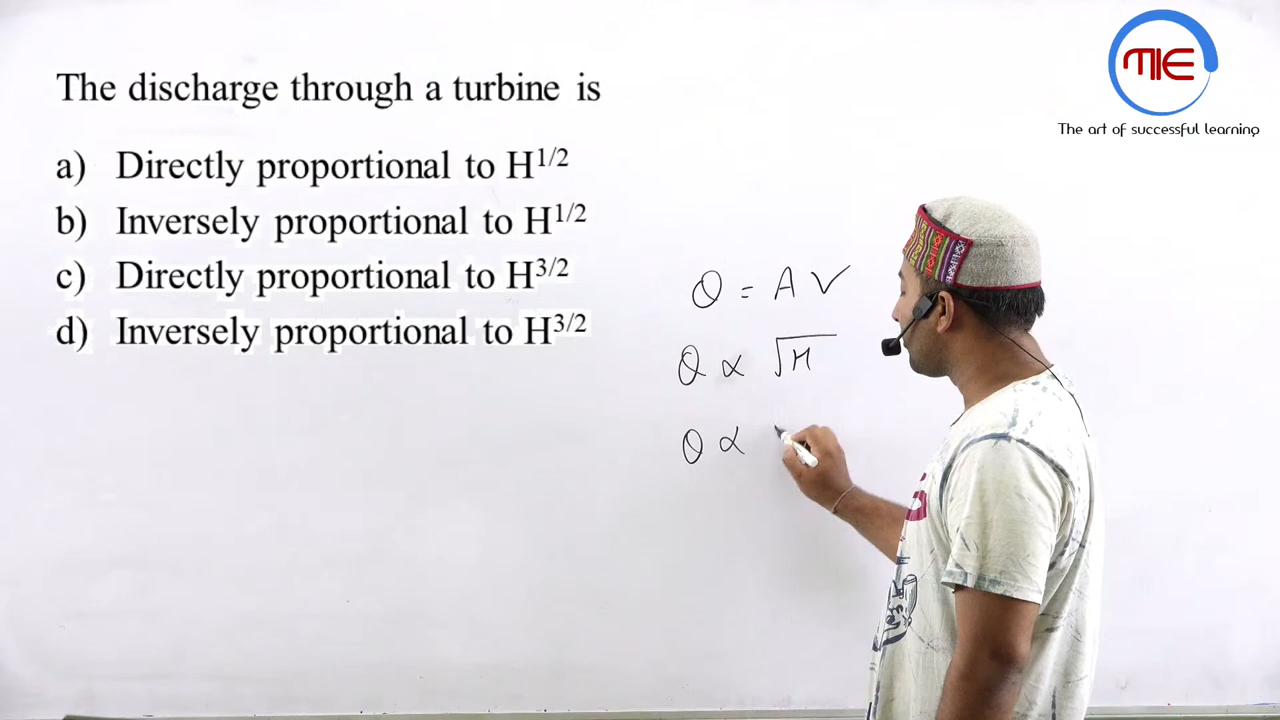 The discharge through a turbine is
a) Directly proportional to H^1/2
b) Inversely proportional to H^1/2
c) Directly proportional to H^3/2
d) Inversely proportional to H^3/2
MIE
The art of successful learning
Q = A V
Q ∝ √H
Q ∝